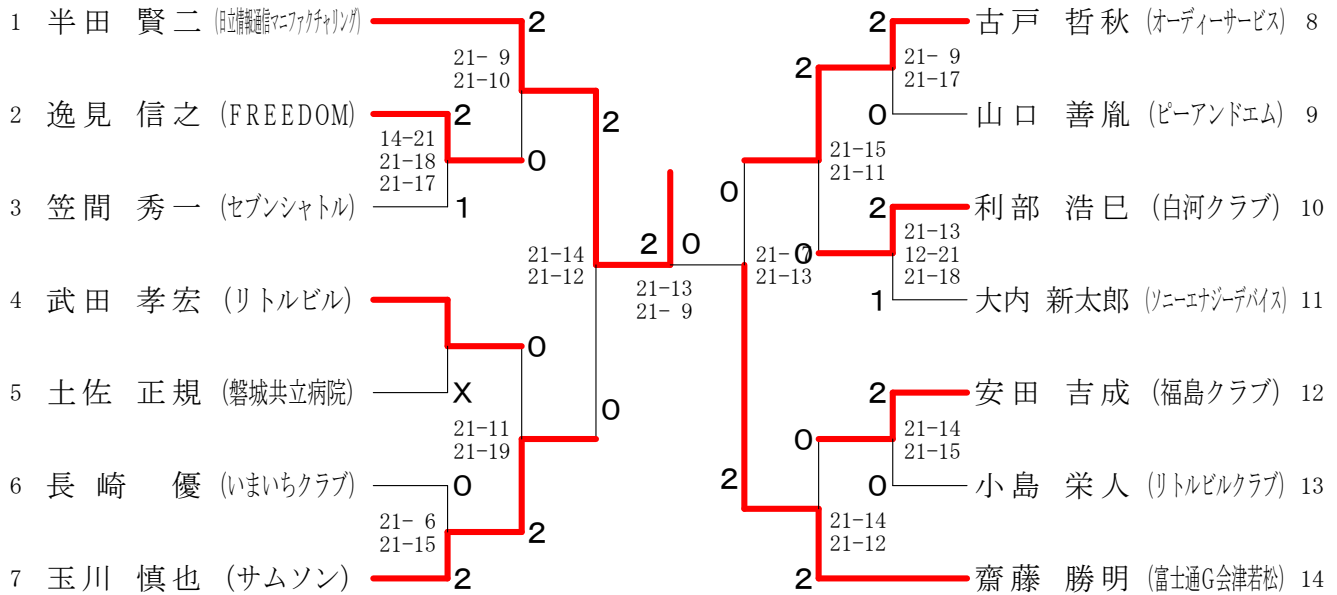 1 半田 賢二 (日立情報通信マニファクチャリング) 2
21- 9
21-10
2 逸見 信之 (FREEDOM) 2
14-21
21-18
21-17
0
3 笠間 秀一 (セブンシャトル) 1
2
21-14
21-12
4 武田 孝宏 (リトルビル)
0
5 土佐 正規 (磐城共立病院) X
21-11
21-19
0
6 長崎 優 (いまいちクラブ) 0
21- 6
21-15
2
7 玉川 慎也 (サムソン) 2
2 0
21-13
21- 9
2 古戸 哲秋 (オーディーサービス) 8
21- 9
21-17
2
0 山口 善胤 (ピーアンドエム) 9
21-15
21-11
0
2 利部 浩巳 (白河クラブ) 10
21-13
12-21
21-18
0
1 大内 新太郎 (ソニーエナジーデバイス) 11
21- 7
21-13
2 安田 吉成 (福島クラブ) 12
21-14
21-15
0
0 小島 栄人 (リトルビルクラブ) 13
2
21-14
21-12
2 齋藤 勝明 (富士通G会津若松) 14